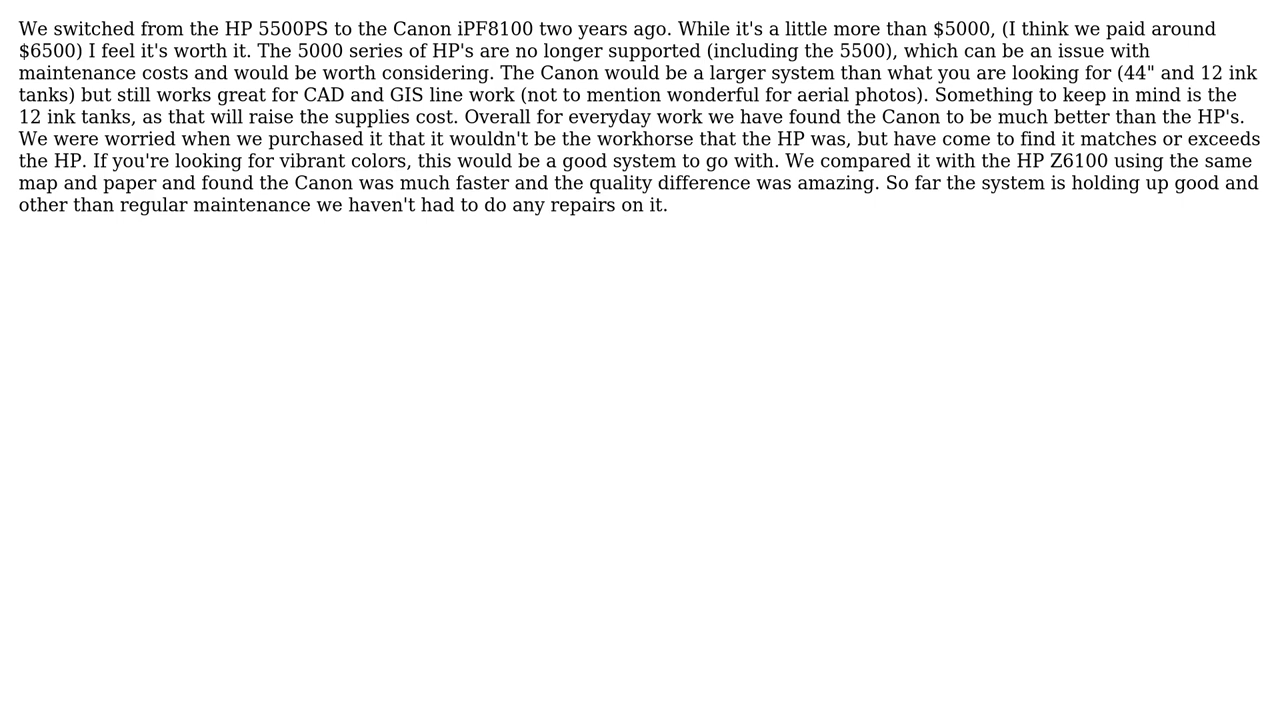 We switched from the HP 5500PS to the Canon iPF8100 two years ago. While it's a little more than $5000, (I think we paid around
$6500) I feel it's worth it. The 5000 series of HP's are no longer supported (including the 5500), which can be an issue with
maintenance costs and would be worth considering. The Canon would be a larger system than what you are looking for (44" and 12 ink
tanks) but still works great for CAD and GIS line work (not to mention wonderful for aerial photos). Something to keep in mind is the
12 ink tanks, as that will raise the supplies cost. Overall for everyday work we have found the Canon to be much better than the HP's.
We were worried when we purchased it that it wouldn't be the workhorse that the HP was, but have come to find it matches or exceeds
the HP. If you're looking for vibrant colors, this would be a good system to go with. We compared it with the HP Z6100 using the same
map and paper and found the Canon was much faster and the quality difference was amazing. So far the system is holding up good and
other than regular maintenance we haven't had to do any repairs on it.